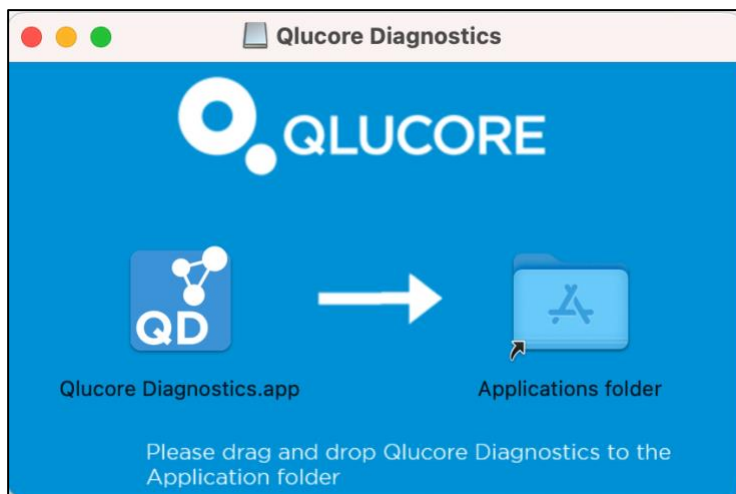 Qlucore Diagnostics
QLUCORE
QD
Qlucore Diagnostics.app
Applications folder
Please drag and drop Qlucore Diagnostics to the
Application folder